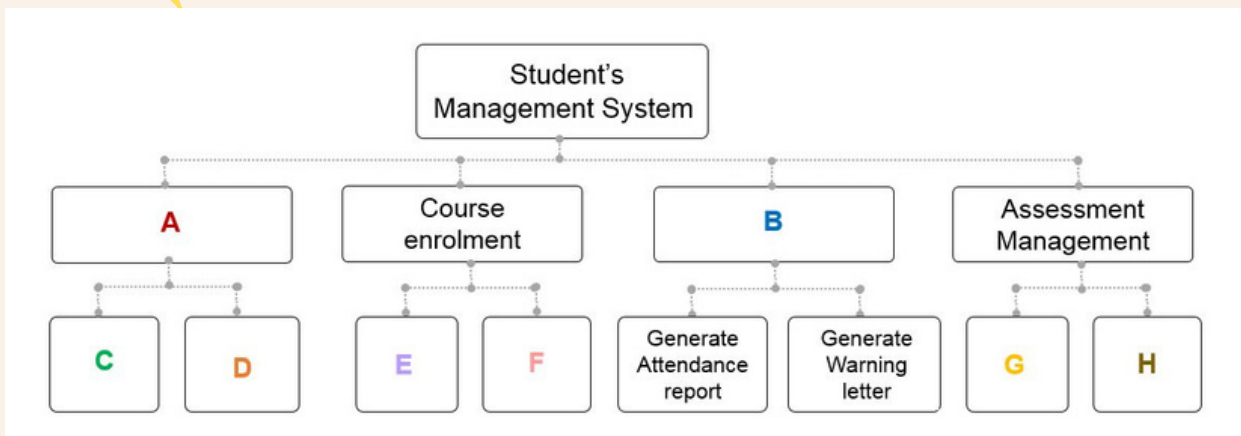 Student’s
Management System
A
Course
enrolment
B
Assessment
Management
C
D
E
F
Generate
Attendance
report
Generate
Warning
letter
G
H